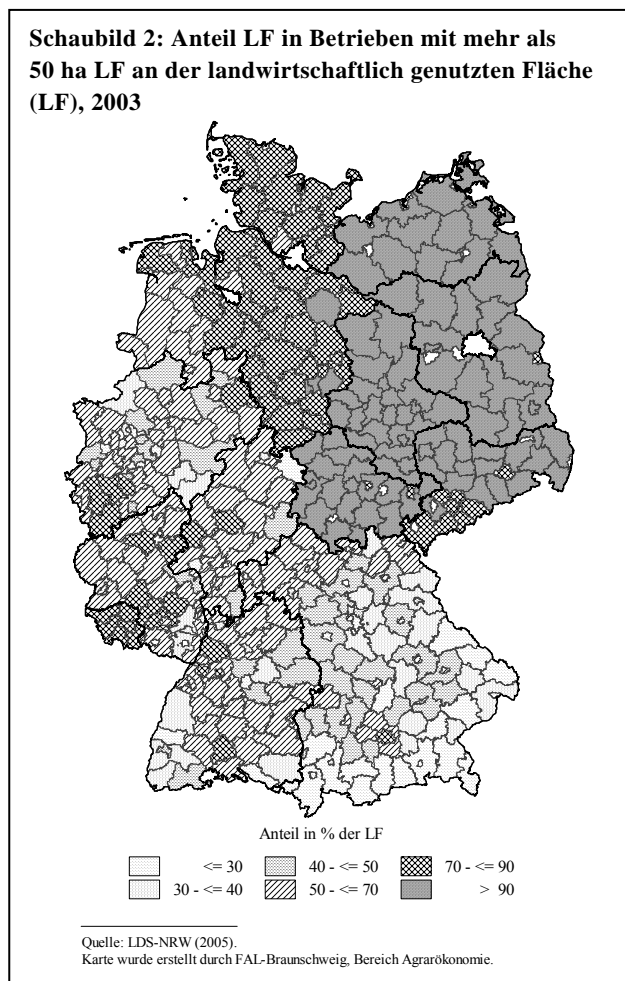 Schaubild 2: Anteil LF in Betrieben mit mehr als
50 ha LF an der landwirtschaftlich genutzten Fläche
(LF), 2003
Anteil in % der LF
<= 30
40 - <= 50
70 - <= 90
30 - <= 40
50 - <= 70
> 90
Quelle: LDS-NRW (2005).
Karte wurde erstellt durch FAL-Braunschweig, Bereich Agrarökonomie.